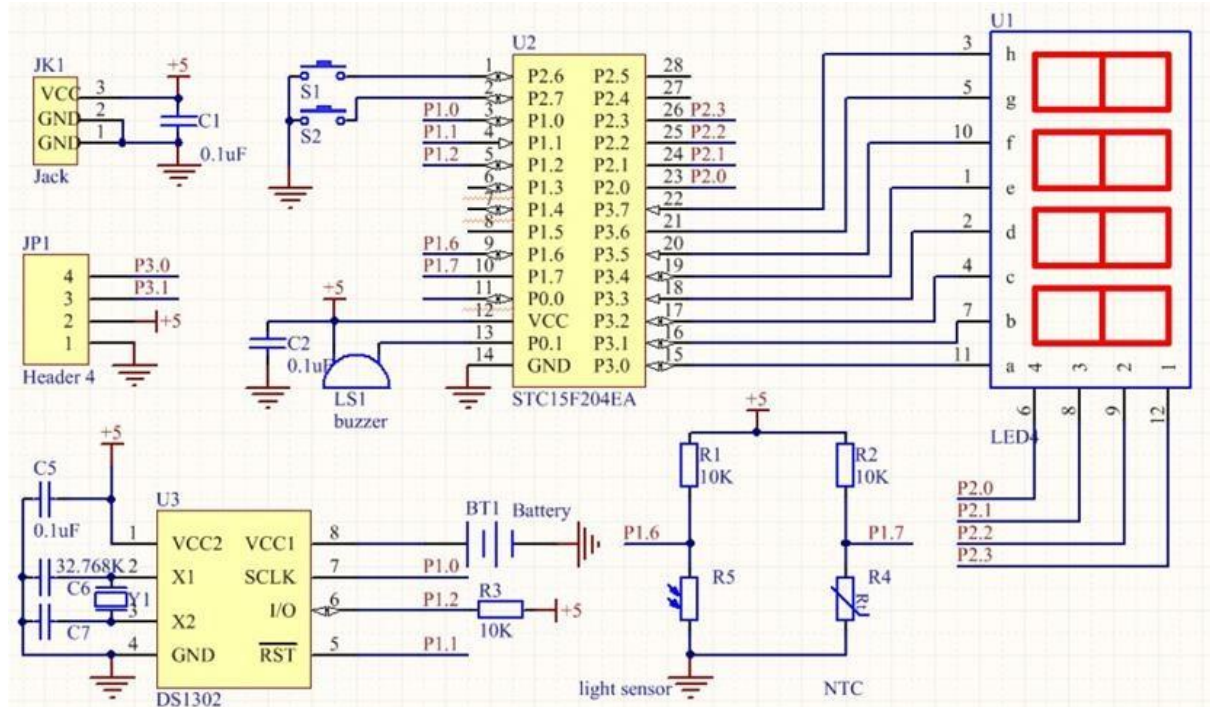 JK1
VCC 3
GND 2
GND 1
Jack
+5
C1
0.1uF
JP1
4 P3.0
3 P3.1
2 +5
1
Header 4
S1
S2
U2
1 P2.6 P2.5 28
2 P2.7 P2.4 27
P1.0 3 P1.0 P2.3 26 P2.3
P1.1 4 P1.1 P2.2 25 P2.2
P1.2 5 P1.2 P2.1 24 P2.1
6 P1.3 P2.0 23 P2.0
7 P1.4 P3.7 22
8 P1.5 P3.6 21
P1.6 9 P1.6 P3.5 20
P1.7 10 P1.7 P3.4 19
11 P0.0 P3.3 18
12 VCC P3.2 17
13 P0.1 P3.1 16
14 GND P3.0 15
STC15F204EA
+5
C2
0.1uF
LS1
buzzer
U1
3 h
5 g
10 f
1 e
2 d
4 c
7 b
11 a
4 3 2 1
6 8 9 12
LED4
P2.0
P2.1
P2.2
P2.3
+5
C5
0.1uF
32.768K
C6
Y1
C7
U3
1 VCC2 VCC1 8
2 X1 SCLK 7 P1.0
3 X2 I/O 6 P1.2
4 GND RST 5 P1.1
DS1302
BT1 Battery
R3
10K
+5
+5
R1
10K
R2
10K
P1.6
P1.7
R5
R4
Rt
light sensor
NTC